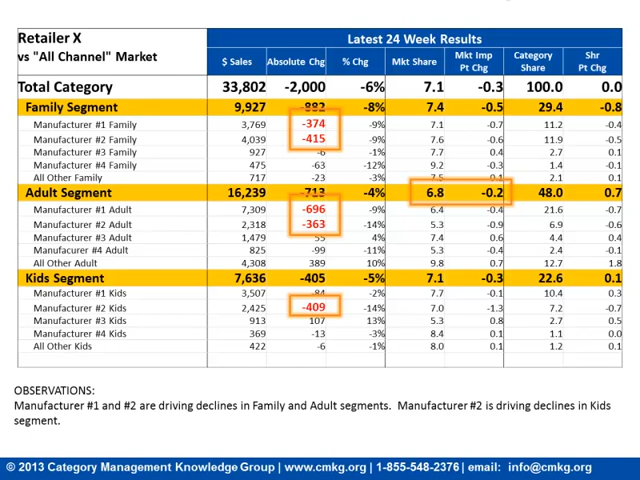 Retailer X
vs "All Channel" Market
Latest 24 Week Results
$ Sales Absolute Chg % Chg Mkt Share Mkt Imp Pt Chg Category Share Shr Pt Chg
Total Category 33,802 -2,000 -6% 7.1 -0.3 100.0 0.0
Family Segment 9,927 -882 -8% 7.4 -0.5 29.4 -0.8
Manufacturer #1 Family 3,769 -374 -9% 7.1 -0.7 11.2 -0.4
Manufacturer #2 Family 4,039 -415 -9% 7.6 -0.6 11.9 -0.5
Manufacturer #3 Family 927 -6 -1% 7.7 0.4 2.7 0.1
Manufacturer #4 Family 475 -63 -12% 9.2 -0.3 1.4 -0.1
All Other Family 717 -23 -3% 7.5 0.1 2.1 0.1
Adult Segment 16,239 -713 -4% 6.8 -0.2 48.0 0.7
Manufacturer #1 Adult 7,309 -696 -9% 6.4 -0.4 21.6 -0.7
Manufacturer #2 Adult 2,318 -363 -14% 5.3 -0.9 6.9 -0.6
Manufacturer #3 Adult 1,479 55 4% 7.4 0.6 4.4 0.4
Manufacurer #4 Adult 825 -99 -11% 5.3 -0.4 2.4 -0.1
All Other Adult 4,308 389 10% 9.8 0.7 12.7 1.8
Kids Segment 7,636 -405 -5% 7.1 -0.3 22.6 0.1
Manufacturer #1 Kids 3,507 -84 -2% 7.7 -0.1 10.4 0.3
Manufacturer #2 Kids 2,425 -409 -14% 7.0 -1.3 7.2 -0.7
Manufacturer #3 Kids 913 107 13% 5.3 0.8 2.7 0.5
Manufacturer #4 Kids 369 -13 -3% 8.4 0.1 1.1 0.0
All Other Kids 422 -6 -1% 8.0 0.1 1.2 0.1
OBSERVATIONS:
Manufacturer #1 and #2 are driving declines in Family and Adult segments. Manufacturer #2 is driving declines in Kids
segment.
© 2013 Category Management Knowledge Group | www.cmkg.org | 1-855-548-2376 | email: info@cmkg.org